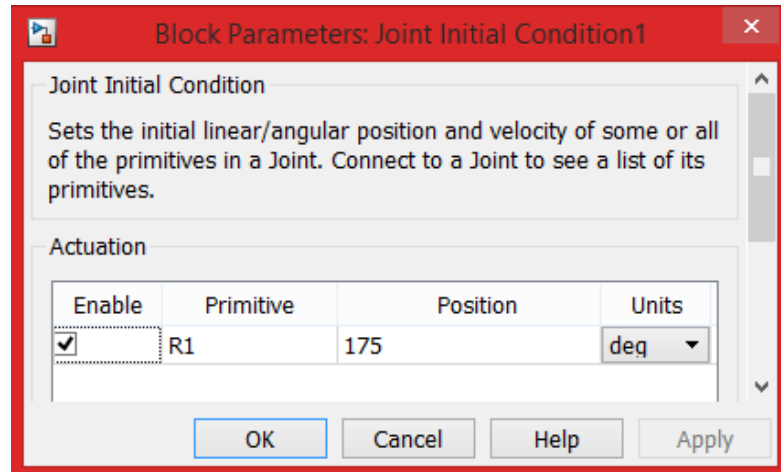 Block Parameters: Joint Initial Condition1
Joint Initial Condition
Sets the initial linear/angular position and velocity of some or all
of the primitives in a Joint. Connect to a Joint to see a list of its
primitives.
Actuation
Enable Primitive Position Units
R1 175 deg
OK Cancel Help Apply